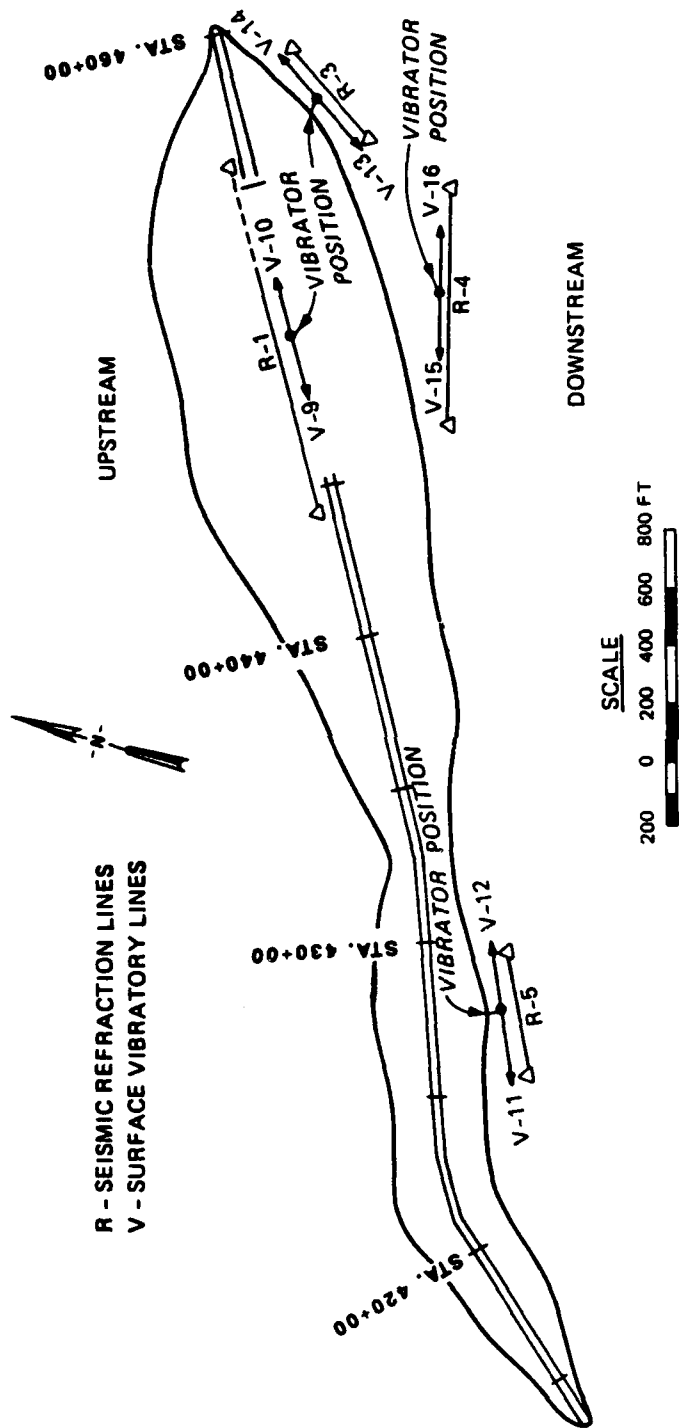 R - SEISMIC REFRACTION LINES
V - SURFACE VIBRATORY LINES
-N-
UPSTREAM
STA. 420+00
STA. 430+00
STA. 440+00
STA. 460+00
V-9
R-1
V-10
VIBRATOR
POSITION
V-14
R-3
V-13
VIBRATOR
POSITION
V-15
V-16
R-4
VIBRATOR POSITION
V-11
V-12
R-5
DOWNSTREAM
SCALE
200 0 200 400 600 800 FT